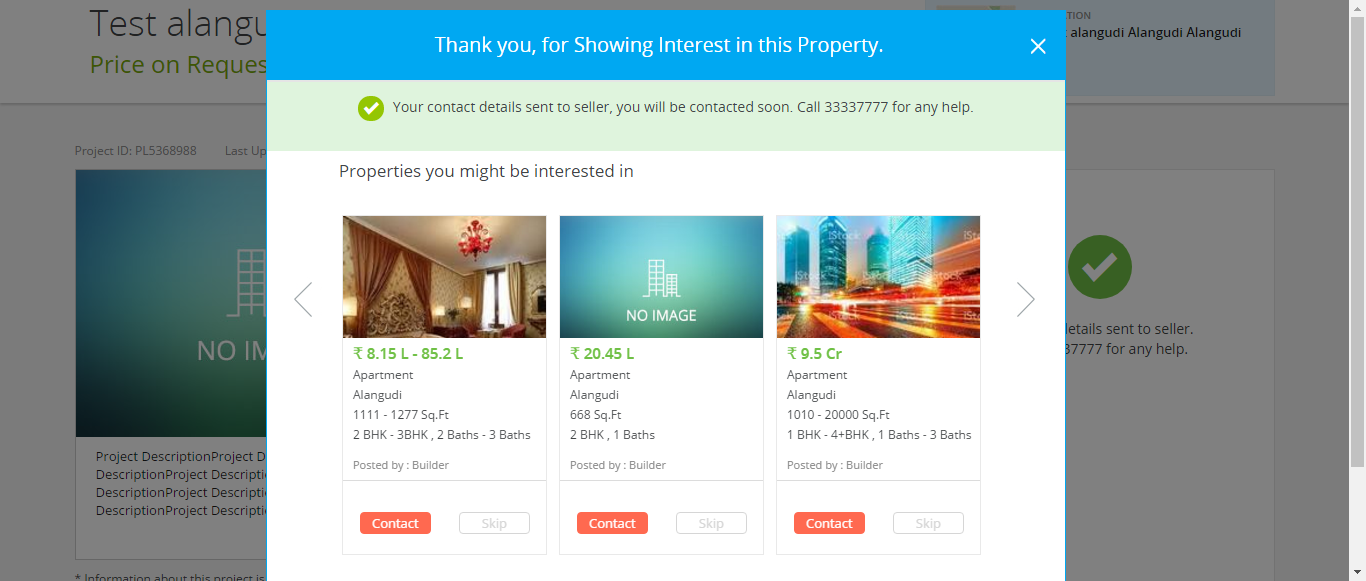 Test alangu
Price on Reques
TION
alangudi Alangudi Alangudi
Thank you, for Showing Interest in this Property.
Your contact details sent to seller, you will be contacted soon. Call 33337777 for any help.
Project ID: PL5368988 Last Up
Properties you might be interested in
NO IM
NO IMAGE
iStock
iStock
iStock
iStock
₹ 8.15 L - 85.2 L
Apartment
Alangudi
1111 - 1277 Sq.Ft
2 BHK - 3BHK , 2 Baths - 3 Baths
Posted by : Builder
Contact Skip
₹ 20.45 L
Apartment
Alangudi
668 Sq.Ft
2 BHK , 1 Baths
Posted by : Builder
Contact Skip
₹ 9.5 Cr
Apartment
Alangudi
1010 - 20000 Sq.Ft
1 BHK - 4+BHK , 1 Baths - 3 Baths
Posted by : Builder
Contact Skip
etails sent to seller.
37777 for any help.
Project DescriptionProject D
DescriptionProject Descripti
DescriptionProject Descripti
DescriptionProject Descripti
* Information about this project is